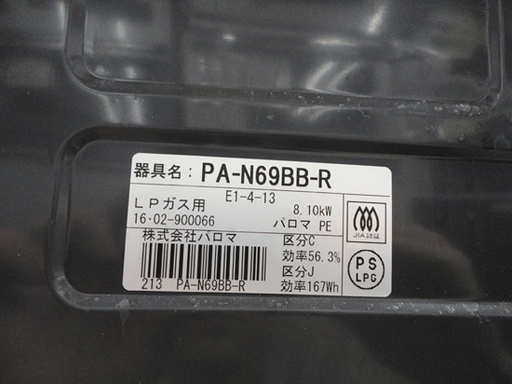 器具名： PA-N69BB-R
E1-4-13
LPガス用 8.10kW
16·02-900066 パロマ PE
JIA認証
株式会社パロマ 区分C
効率56.3%
区分J
213 PA-N69BB-R 効率167Wh
PS
LPG